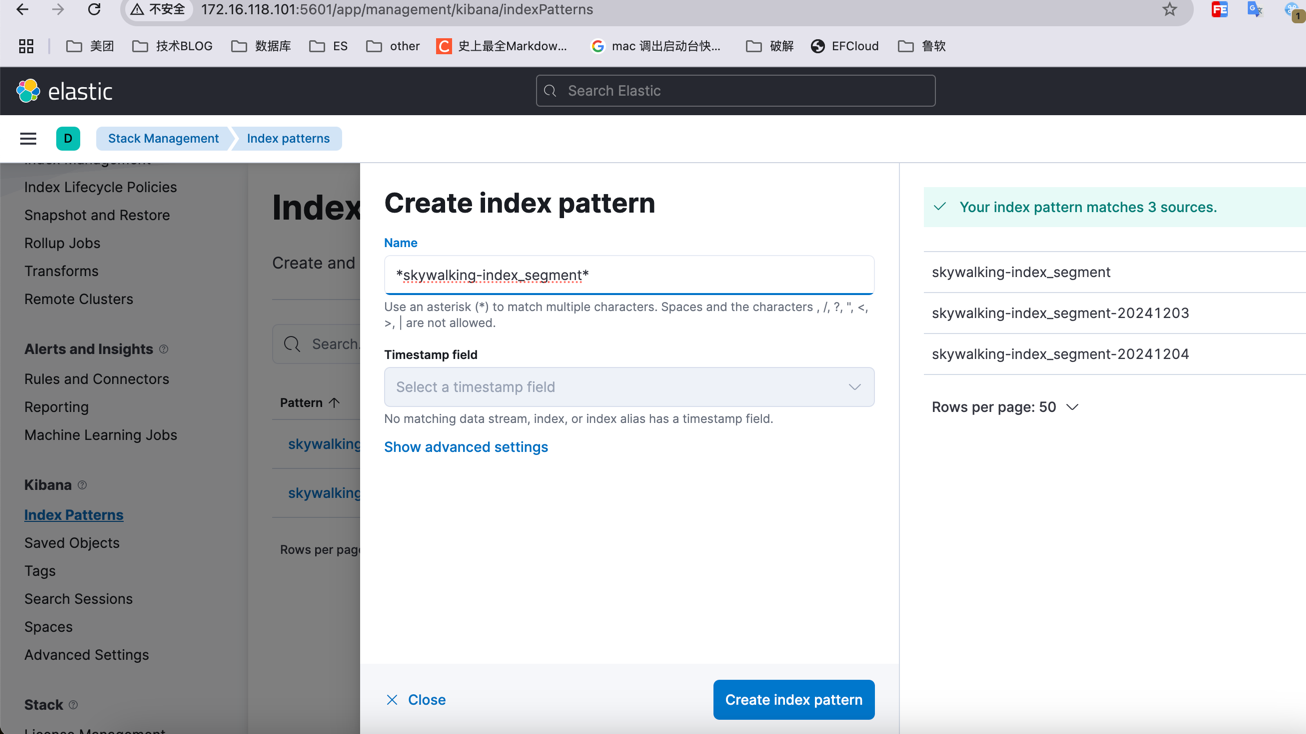 不安全
172.16.118.101:5601/app/management/kibana/indexPatterns
1
美团
技术BLOG
数据库
ES
other
史上最全Markdow...
mac 调出启动台快...
破解
EFCloud
鲁软
elastic
Search Elastic
D
Stack Management
Index patterns
Index Management
Index Lifecycle Policies
Snapshot and Restore
Rollup Jobs
Transforms
Remote Clusters
Alerts and Insights
Rules and Connectors
Reporting
Machine Learning Jobs
Kibana
Index Patterns
Saved Objects
Tags
Search Sessions
Spaces
Advanced Settings
Stack
License Management
Index
Create and
Search.
Pattern
skywalking
skywalking
Rows per page
Create index pattern
Name
*skywalking-index_segment*
Use an asterisk (*) to match multiple characters. Spaces and the characters , /, ?, ", <,
>, | are not allowed.
Timestamp field
Select a timestamp field
No matching data stream, index, or index alias has a timestamp field.
Show advanced settings
Close
Create index pattern
Your index pattern matches 3 sources.
skywalking-index_segment
skywalking-index_segment-20241203
skywalking-index_segment-20241204
Rows per page: 50